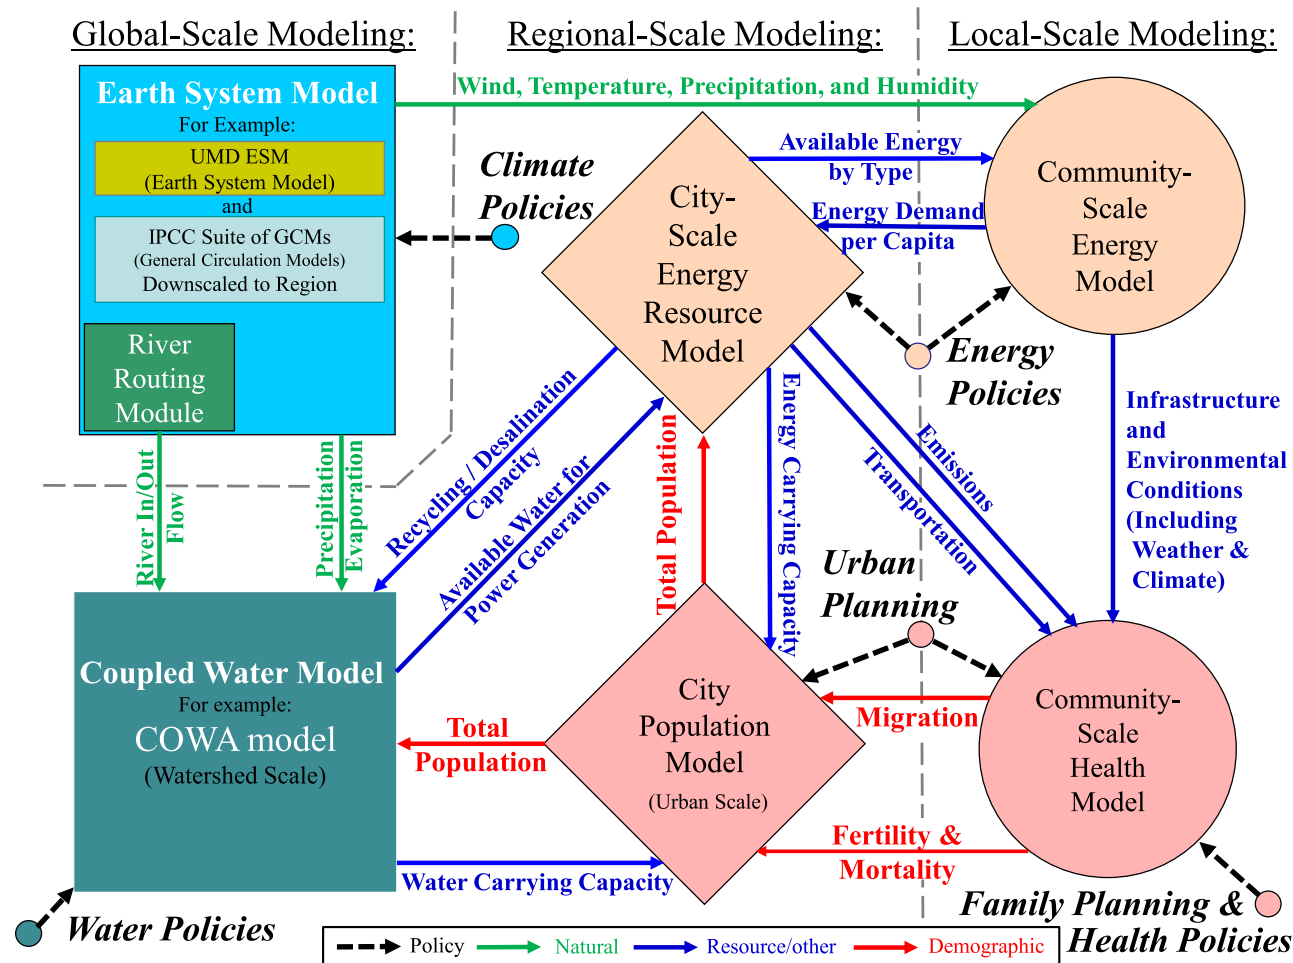 Global-Scale Modeling:
Regional-Scale Modeling:
Local-Scale Modeling:
Earth System Model
For Example:
UMD ESM
(Earth System Model)
and
IPCC Suite of GCMs
(General Circulation Models)
Downscaled to Region
River
Routing
Module
Wind, Temperature, Precipitation, and Humidity
Climate
Policies
City-
Scale
Energy
Resource
Model
Available Energy
by Type
Energy Demand
per Capita
Community-
Scale
Energy
Model
Energy
Policies
River In/Out
Flow
Precipitation
Evaporation
Recycling / Desalination
Capacity
Available Water for
Power Generation
Total Population
Energy Carrying Capacity
Emissions
Transportation
Infrastructure
and
Environmental
Conditions
(Including
Weather &
Climate)
Urban
Planning
Coupled Water Model
For example:
COWA model
(Watershed Scale)
Total
Population
City
Population
Model
(Urban Scale)
Migration
Community-
Scale
Health
Model
Fertility &
Mortality
Water Carrying Capacity
Water Policies
Family Planning &
Health Policies
Policy
Natural
Resource/other
Demographic